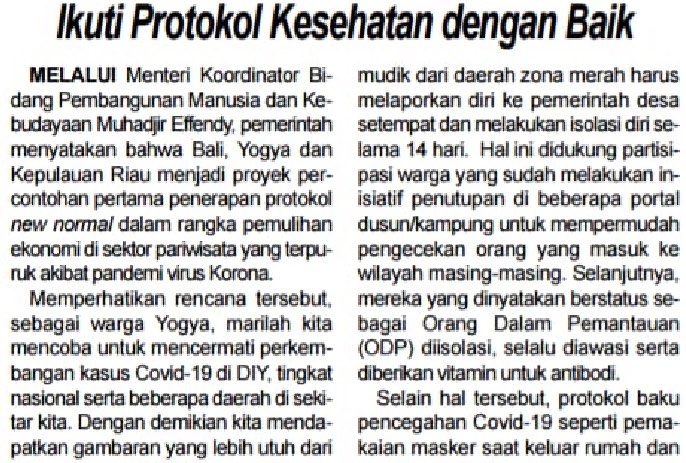 Ikuti Protokol Kesehatan dengan Baik
MELALUI Menteri Koordinator Bi-
dang Pembangunan Manusia dan Ke-
budayaan Muhadjir Effendy, pemerintah
menyatakan bahwa Bali, Yogya dan
Kepulauan Riau menjadi proyek per-
contohan pertama penerapan protokol
new normal dalam rangka pemulihan
ekonomi di sektor pariwisata yang terpu-
ruk akibat pandemi virus Korona.
Memperhatikan rencana tersebut,
sebagai warga Yogya, marilah kita
mencoba untuk mencermati perkem-
bangan kasus Covid-19 di DIY, tingkat
nasional serta beberapa daerah di seki-
tar kita. Dengan demikian kita menda-
patkan gambaran yang lebih utuh dari
mudik dari daerah zona merah harus
melaporkan diri ke pemerintah desa
setempat dan melakukan isolasi diri se-
lama 14 hari. Hal ini didukung partisi-
pasi warga yang sudah melakukan in-
isiatif penutupan di beberapa portal
dusun/kampung untuk mempermudah
pengecekan orang yang masuk ke
wilayah masing-masing. Selanjutnya,
mereka yang dinyatakan berstatus se-
bagai Orang Dalam Pemantauan
(ODP) diisolasi, selalu diawasi serta
diberikan vitamin untuk antibodi.
Selain hal tersebut, protokol baku
pencegahan Covid-19 seperti pema-
kaian masker saat keluar rumah dan